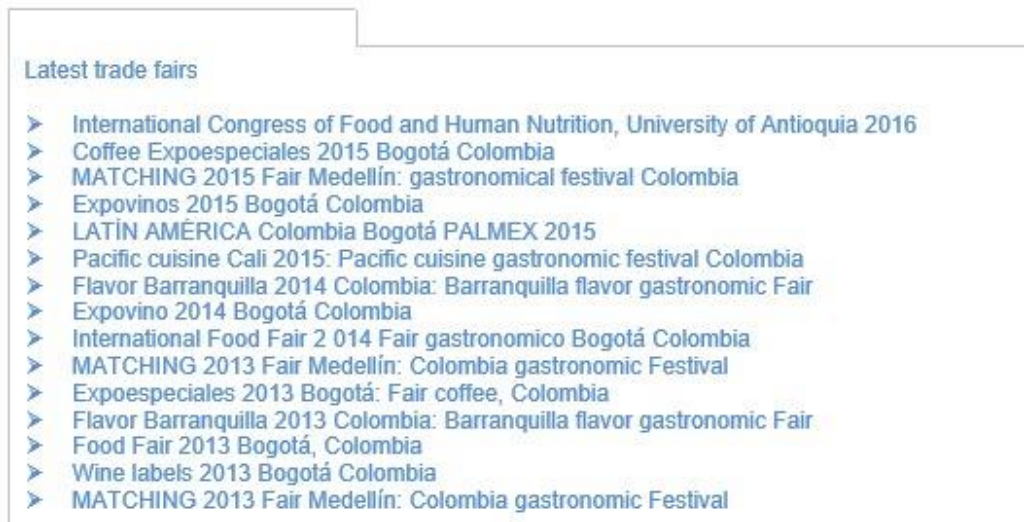 Latest trade fairs
➢ International Congress of Food and Human Nutrition, University of Antioquia 2016
➢ Coffee Expoespeciales 2015 Bogotá Colombia
➢ MATCHING 2015 Fair Medellín: gastronomical festival Colombia
➢ Expovinos 2015 Bogotá Colombia
➢ LATÍN AMÉRICA Colombia Bogotá PALMEX 2015
➢ Pacific cuisine Cali 2015: Pacific cuisine gastronomic festival Colombia
➢ Flavor Barranquilla 2014 Colombia: Barranquilla flavor gastronomic Fair
➢ Expovino 2014 Bogotá Colombia
➢ International Food Fair 2 014 Fair gastronomico Bogotá Colombia
➢ MATCHING 2013 Fair Medellín: Colombia gastronomic Festival
➢ Expoespeciales 2013 Bogotá: Fair coffee, Colombia
➢ Flavor Barranquilla 2013 Colombia: Barranquilla flavor gastronomic Fair
➢ Food Fair 2013 Bogotá, Colombia
➢ Wine labels 2013 Bogotá Colombia
➢ MATCHING 2013 Fair Medellín: Colombia gastronomic Festival